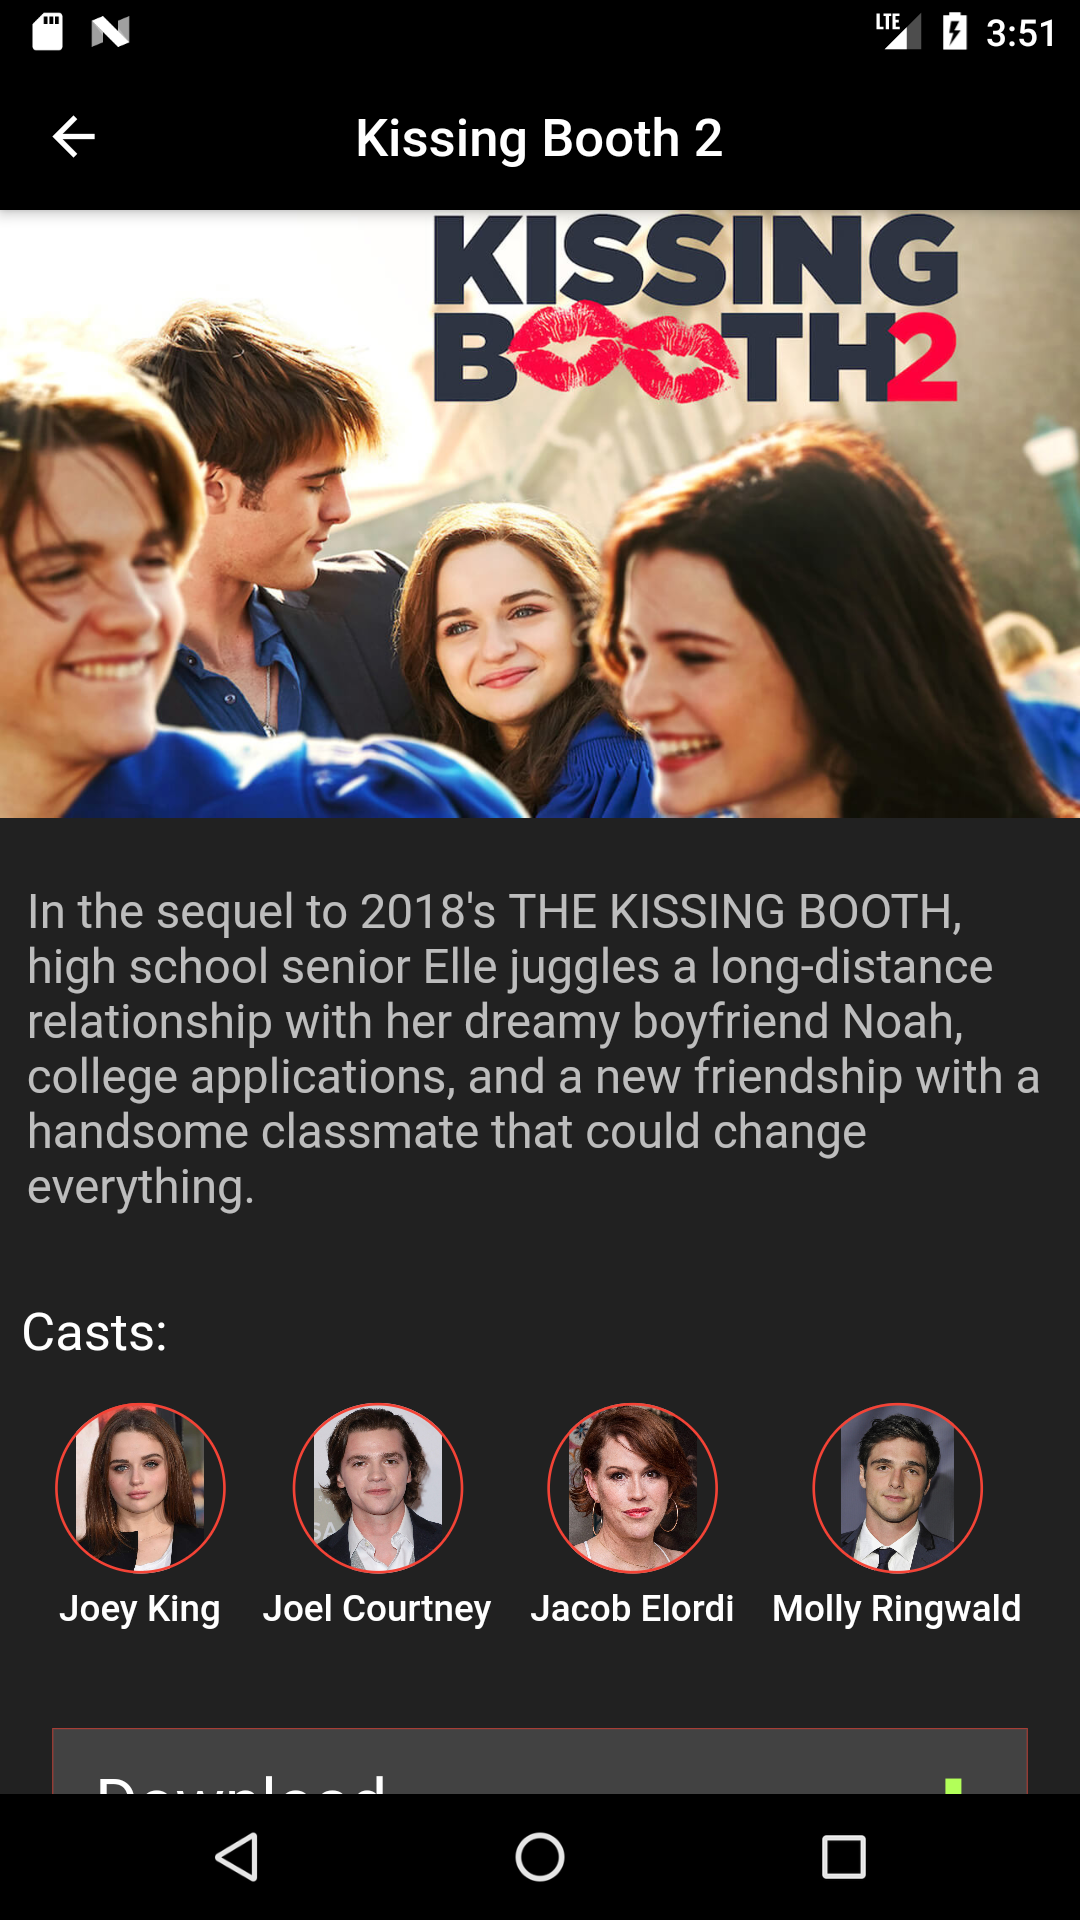 LTE 3:51
Kissing Booth 2
KISSING
BOOTH2
In the sequel to 2018's THE KISSING BOOTH,
high school senior Elle juggles a long-distance
relationship with her dreamy boyfriend Noah,
college applications, and a new friendship with a
handsome classmate that could change
everything.
Casts:
Joey King Joel Courtney Jacob Elordi Molly Ringwald
Download